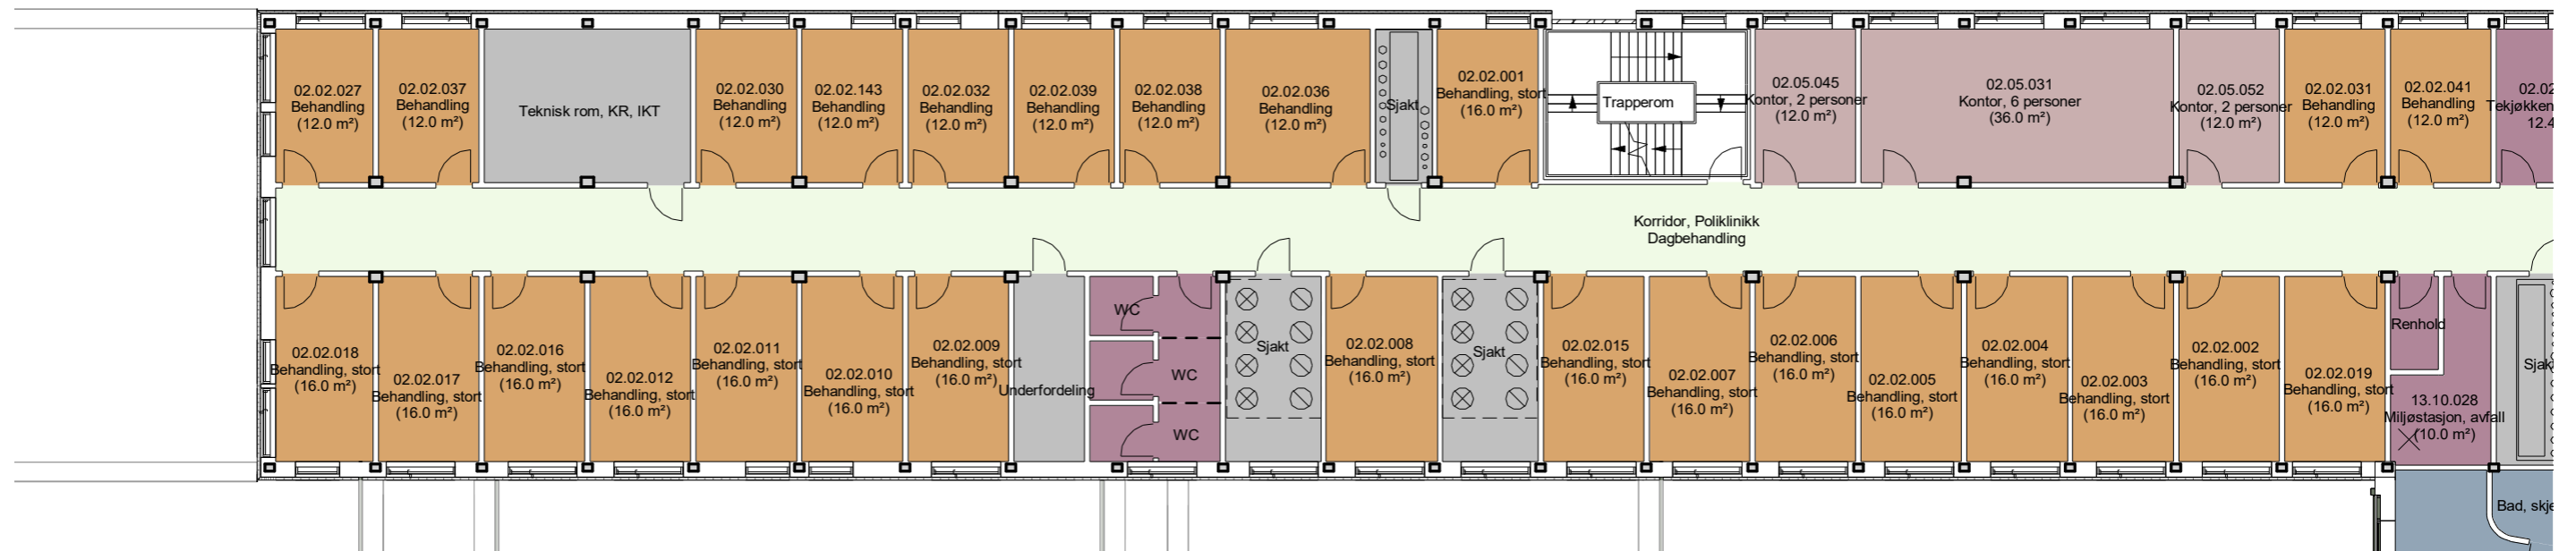 02.02.027
Behandling
(12.0 m²)
02.02.037
Behandling
(12.0 m²)
Teknisk rom, KR, IKT
02.02.030
Behandling
(12.0 m²)
02.02.143
Behandling
(12.0 m²)
02.02.032
Behandling
(12.0 m²)
02.02.039
Behandling
(12.0 m²)
02.02.038
Behandling
(12.0 m²)
02.02.036
Behandling
(12.0 m²)
Sjakt
02.02.001
Behandling, stort
(16.0 m²)
Trapperom
02.05.045
Kontor, 2 personer
(12.0 m²)
02.05.031
Kontor, 6 personer
(36.0 m²)
02.05.052
Kontor, 2 personer
(12.0 m²)
02.02.031
Behandling
(12.0 m²)
02.02.041
Behandling
(12.0 m²)
02.02
Tekjøkken
12.4
Korridor, Poliklinikk
Dagbehandling
02.02.018
Behandling, stort
(16.0 m²)
02.02.017
Behandling, stort
(16.0 m²)
02.02.016
Behandling, stort
(16.0 m²)
02.02.012
Behandling, stort
(16.0 m²)
02.02.011
Behandling, stort
(16.0 m²)
02.02.010
Behandling, stort
(16.0 m²)
02.02.009
Behandling, stort
(16.0 m²)
Underfordeling
WC
WC
WC
Sjakt
02.02.008
Behandling, stort
(16.0 m²)
Sjakt
02.02.015
Behandling, stort
(16.0 m²)
02.02.007
Behandling, stort
(16.0 m²)
02.02.006
Behandling, stort
(16.0 m²)
02.02.005
Behandling, stort
(16.0 m²)
02.02.004
Behandling, stort
(16.0 m²)
02.02.003
Behandling, stort
(16.0 m²)
02.02.002
Behandling, stort
(16.0 m²)
02.02.019
Behandling, stort
(16.0 m²)
Renhold
13.10.028
Miljøstasjon, avfall
(10.0 m²)
Sjakt
Bad, skje